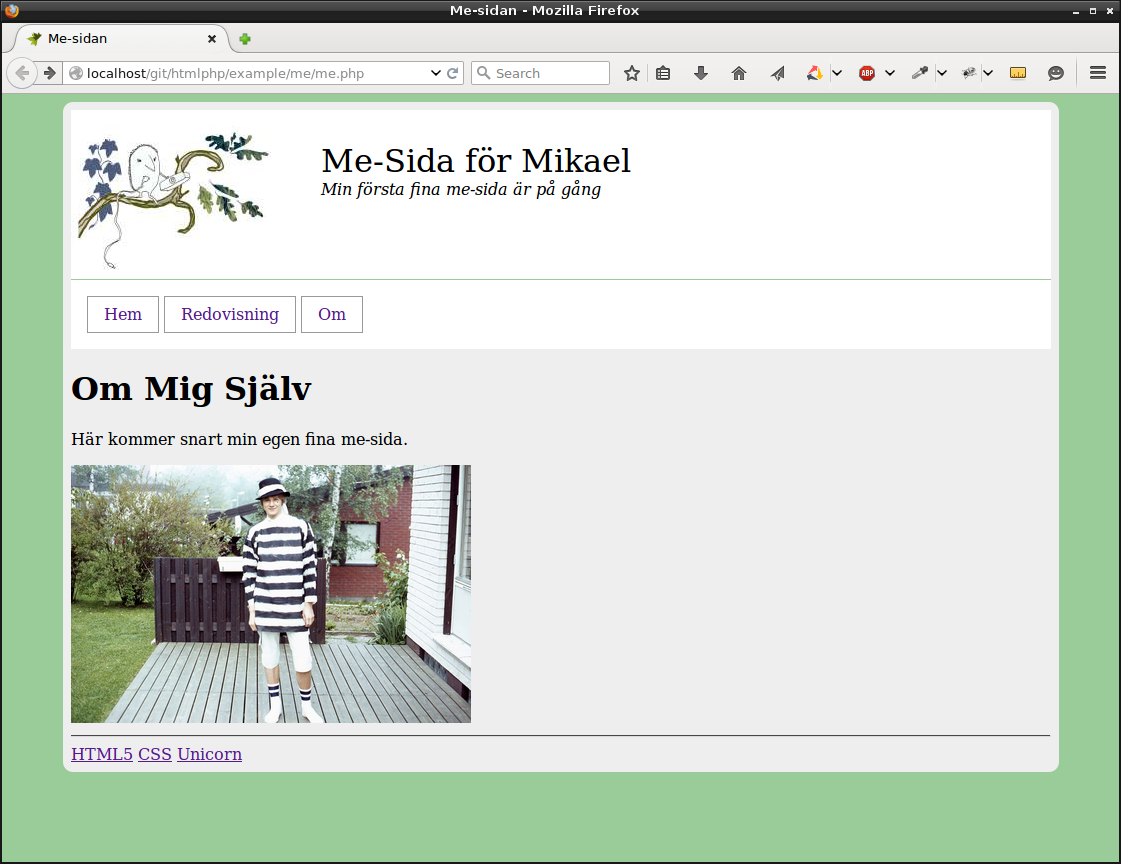 Me-sidan - Mozilla Firefox
Me-sidan
localhost/git/htmlphp/example/me/me.php
Search
ABP
Me-Sida för Mikael
Min första fina me-sida är på gång
Hem Redovisning Om
Om Mig Själv
Här kommer snart min egen fina me-sida.
HTML5 CSS Unicorn